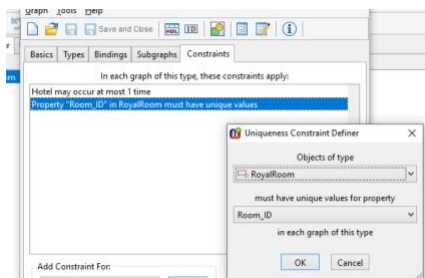 Graph Tools Help
Save and Close
Basics Types Bindings Subgraphs Constraints
In each graph of this type, these constraints apply:
Hotel may occur at most 1 time
Property "Room_ID" in RoyalRoom must have unique values
Uniqueness Constraint Definer
Objects of type
RoyalRoom
must have unique values for property
Room_ID
in each graph of this type
OK Cancel
Add Constraint For: